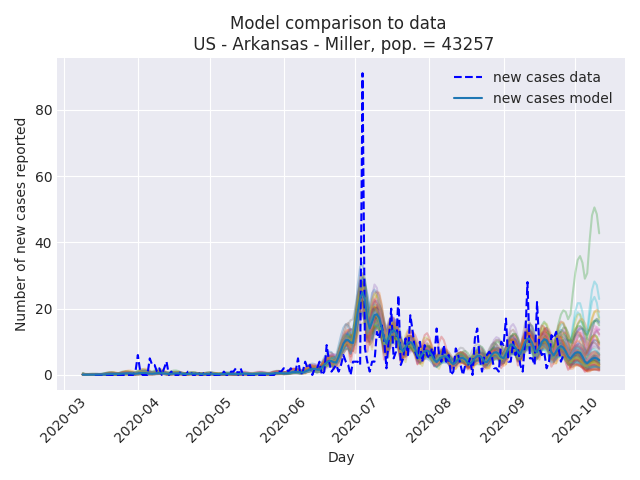 Model comparison to data
US - Arkansas - Miller, pop. = 43257
new cases data
new cases model
Number of new cases reported
80
60
40
20
0
2020-03
2020-04
2020-05
2020-06
2020-07
2020-08
2020-09
2020-10
Day